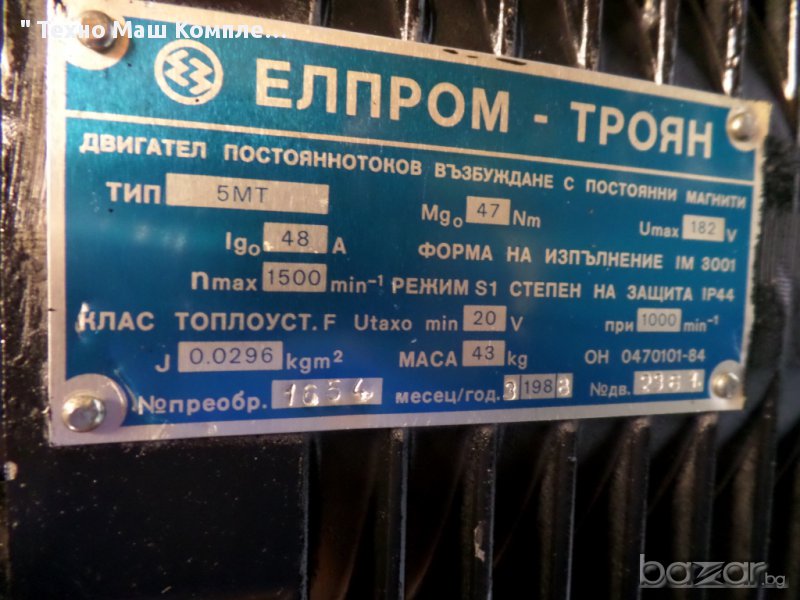 " Техно Маш Компле...
ЕЛПРОМ - ТРОЯН
ДВИГАТЕЛ ПОСТОЯННОТОКОВ ВЪЗБУЖДАНЕ С ПОСТОЯННИ МАГНИТИ
ТИП 5МТ Mgo 47 Nm Umax 182 V
Igo 48 A ФОРМА НА ИЗПЪЛНЕНИЕ IM 3001
nmax 1500 min-1 РЕЖИМ S1 СТЕПЕН НА ЗАЩИТА IP44
КЛАС ТОПЛОУСТ. F Utaxo min 20 V при 1000 min-1
J 0.0296 kgm2 МАСА 43 kg ОН 0470101-84
№преобр. 1654 месец/год. 3 198 №дв.
bazar.bg